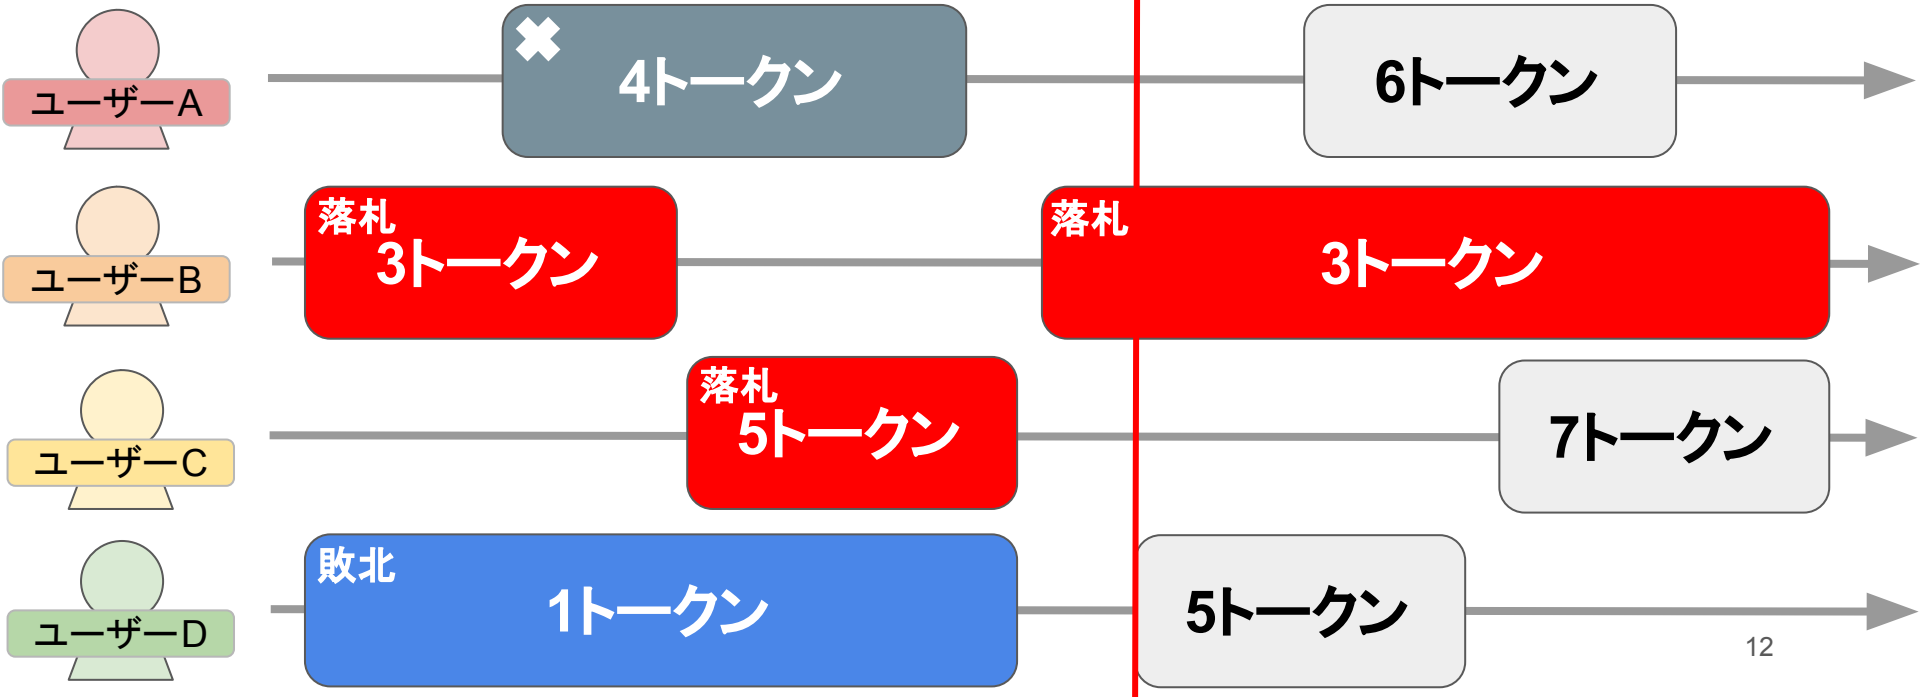 ユーザーA
4トークン
6トークン
ユーザーB
落札
3トークン
落札
3トークン
ユーザーC
落札
5トークン
7トークン
ユーザーD
敗北
1トークン
5トークン
12